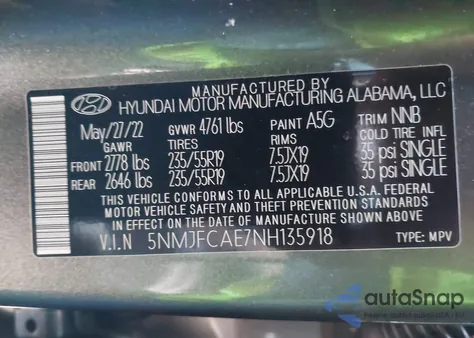 MANUFACTURED BY
HYUNDAI MOTOR MANUFACTURING ALABAMA, LLC
May/27/22 GVWR 4761 lbs PAINT A5G TRIM NNB
GAWR TIRES RIMS COLD TIRE INFL
FRONT 2778 lbs 235/55R19 7.5JX19 35 psi SINGLE
REAR 2646 lbs 235/55R19 7.5JX19 35 psi SINGLE
THIS VEHICLE CONFORMS TO ALL APPLICABLE U.S.A. FEDERAL
MOTOR VEHICLE SAFETY, BUMPER, AND THEFT PREVENTION STANDARDS
IN EFFECT ON THE DATE OF MANUFACTURE SHOWN ABOVE.
V.I.N 5NMJFCAE7NH135918 TYPE: MPV
autoSnap